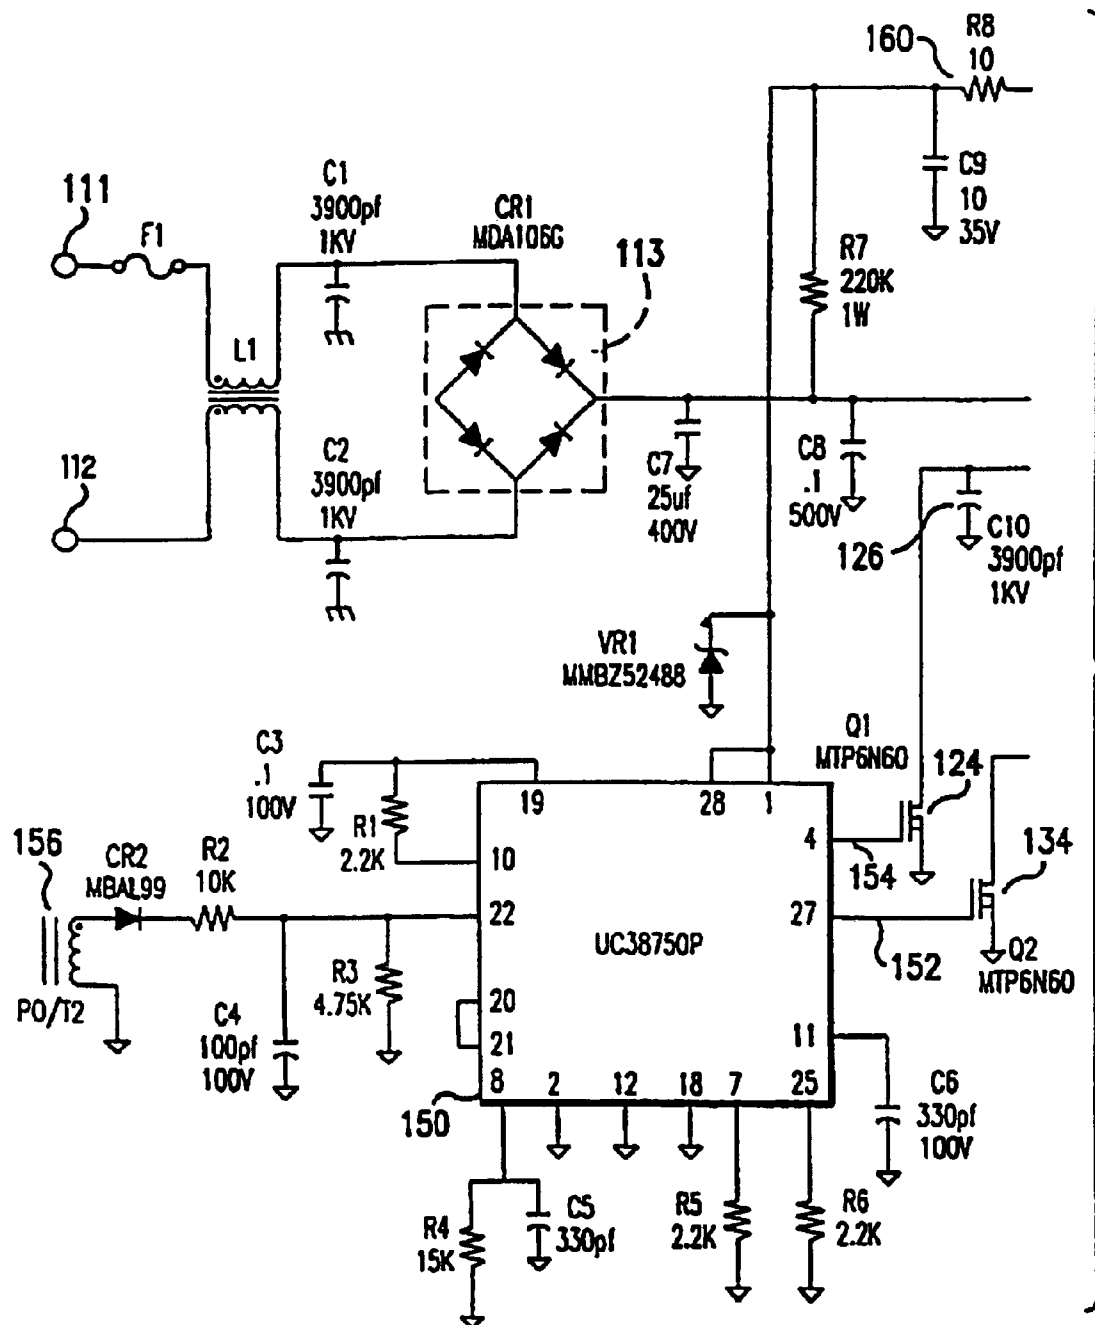 160
R8
10
C9
10
35V
111
F1
C1
3900pf
1KV
CR1
MDA106G
113
R7
220K
1W
L1
112
C2
3900pf
1KV
C7
25uf
400V
C8
.1
500V
126
C10
3900pf
1KV
VR1
MMBZ52488
Q1
MTP6N60
124
C3
.1
100V
R1
2.2K
19
28
1
4
154
134
156
CR2
MBAL99
R2
10K
10
22
27
152
Q2
MTP6N60
UC38750P
PO/T2
R3
4.75K
20
21
C4
100pf
100V
11
150
8
2
12
18
7
25
C6
330pf
100V
R4
15K
C5
330pf
R5
2.2K
R6
2.2K